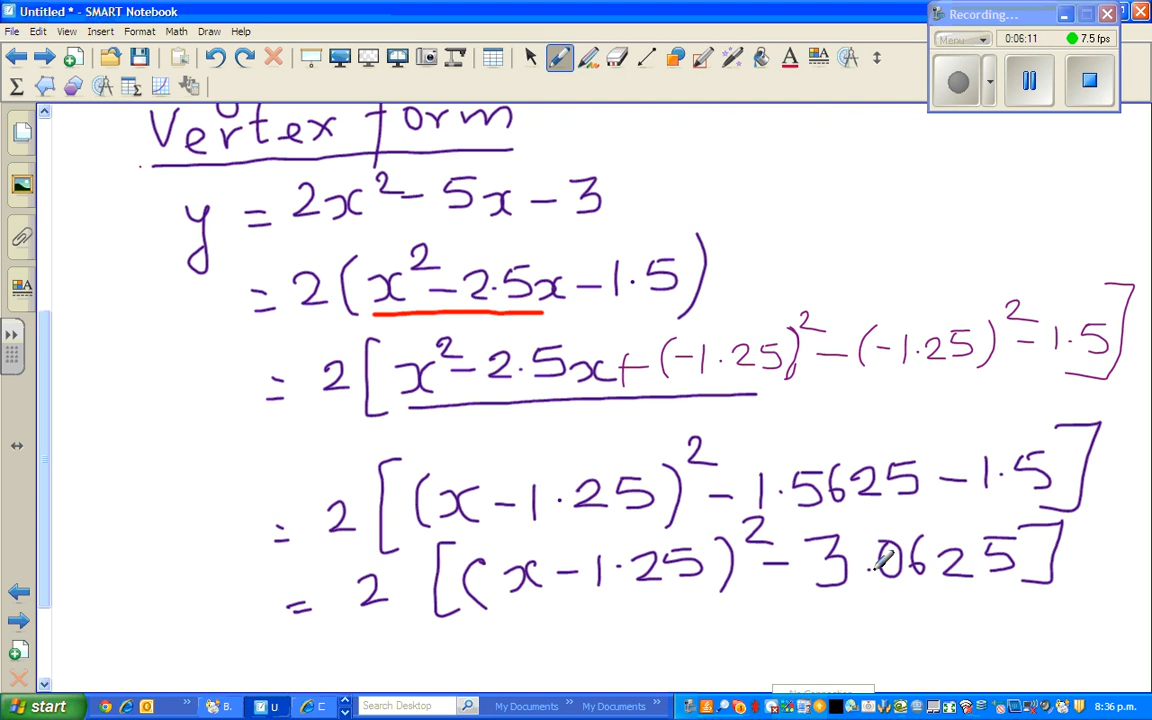 Untitled * - SMART Notebook
Recording...
File Edit View Insert Format Math Draw Help
Menu
0:06:11
7.5 fps
Vertex form
y = 2x² - 5x - 3
= 2(x² - 2.5x - 1.5)
= 2[x² - 2.5x + (-1.25)² - (-1.25)² - 1.5]
= 2[(x - 1.25)² - 1.5625 - 1.5]
= 2[(x - 1.25)² - 3.0625]
start
B.
U
C
Search Desktop
My Documents
My Documents
8:36 p.m.